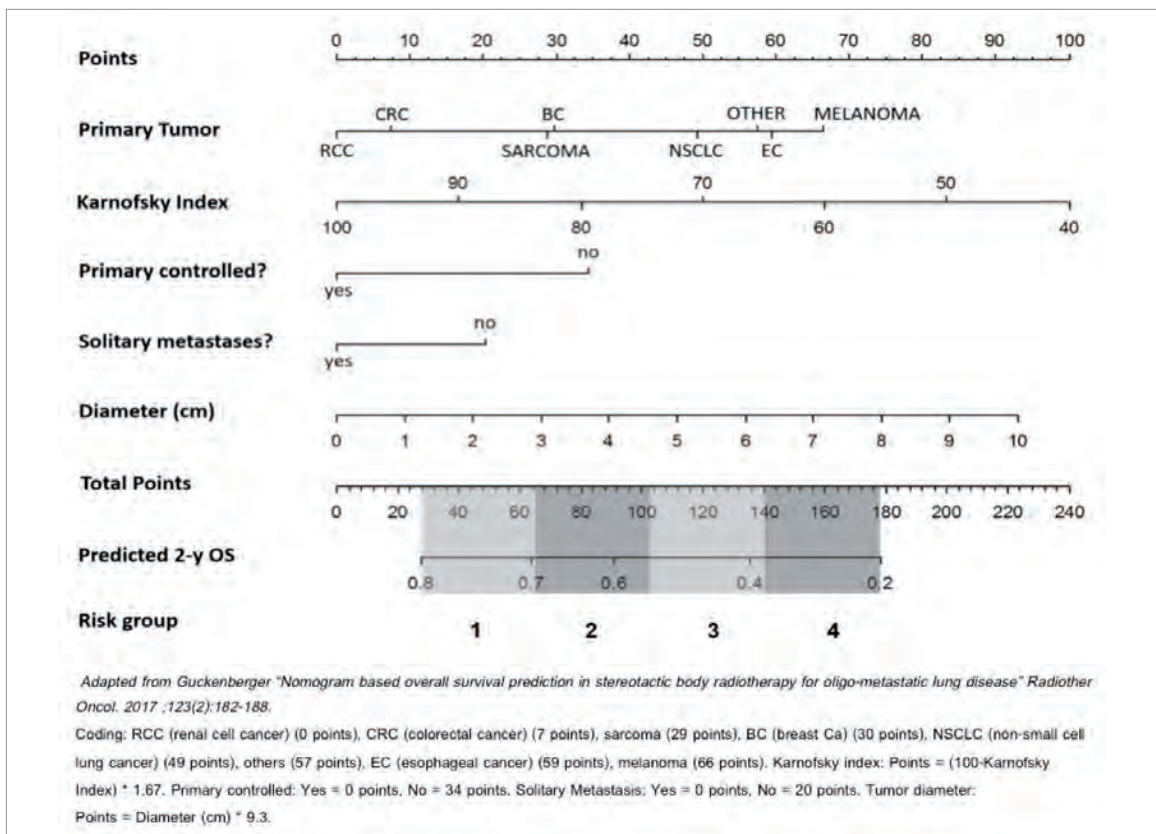 Points
0 10 20 30 40 50 60 70 80 90 100
CRC BC OTHER MELANOMA
Primary Tumor
RCC SARCOMA NSCLC EC
90 70 50
Karnofsky Index
100 80 60 40
no
Primary controlled?
yes
no
Solitary metastases?
yes
Diameter (cm)
0 1 2 3 4 5 6 7 8 9 10
Total Points
0 20 40 60 80 100 120 140 160 180 200 220 240
Predicted 2-y OS
0.8 0.7 0.6 0.4 0.2
Risk group
1 2 3 4
Adapted from Guckenberger "Nomogram based overall survival prediction in stereotactic body radiotherapy for oligo-metastatic lung disease" Radiother
Oncol. 2017 ;123(2):182-188.
Coding: RCC (renal cell cancer) (0 points), CRC (colorectal cancer) (7 points), sarcoma (29 points), BC (breast Ca) (30 points), NSCLC (non-small cell
lung cancer) (49 points), others (57 points), EC (esophageal cancer) (59 points), melanoma (66 points). Karnofsky index: Points = (100-Karnofsky
Index) * 1.67. Primary controlled: Yes = 0 points, No = 34 points. Solitary Metastasis: Yes = 0 points, No = 20 points. Tumor diameter:
Points = Diameter (cm) * 9.3.